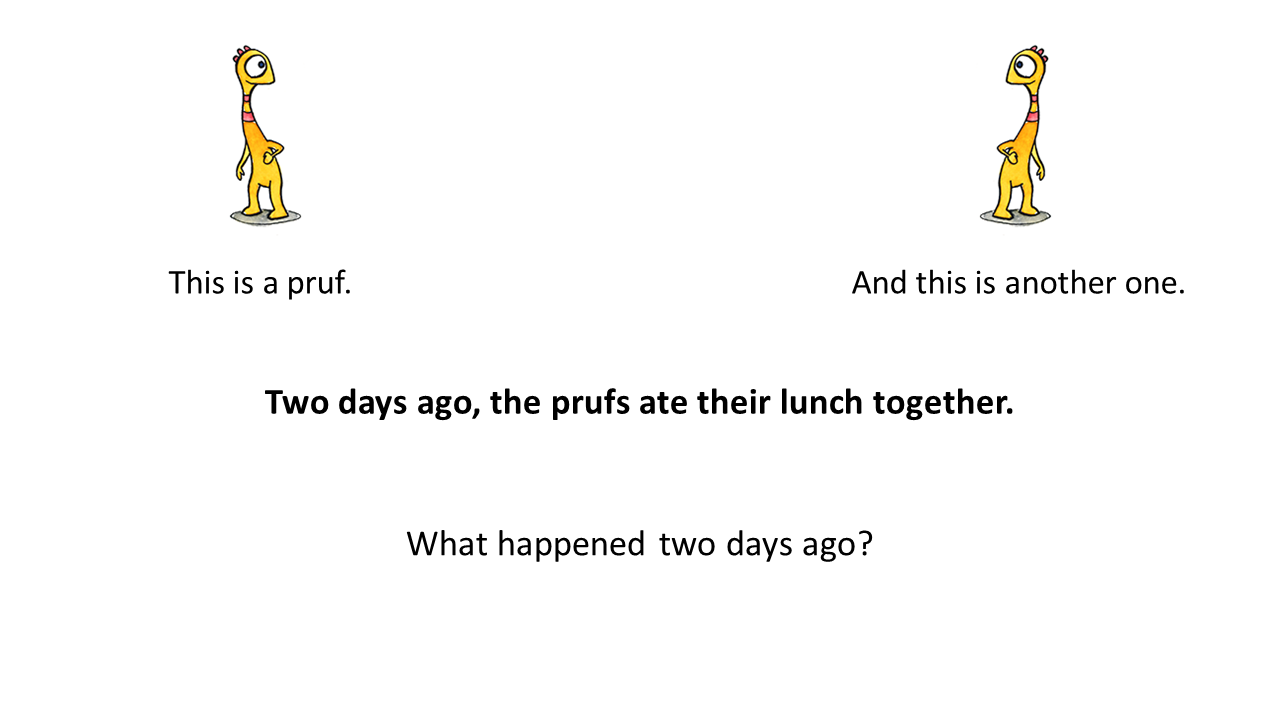 This is a pruf.
And this is another one.
Two days ago, the prufs ate their lunch together.
What happened two days ago?